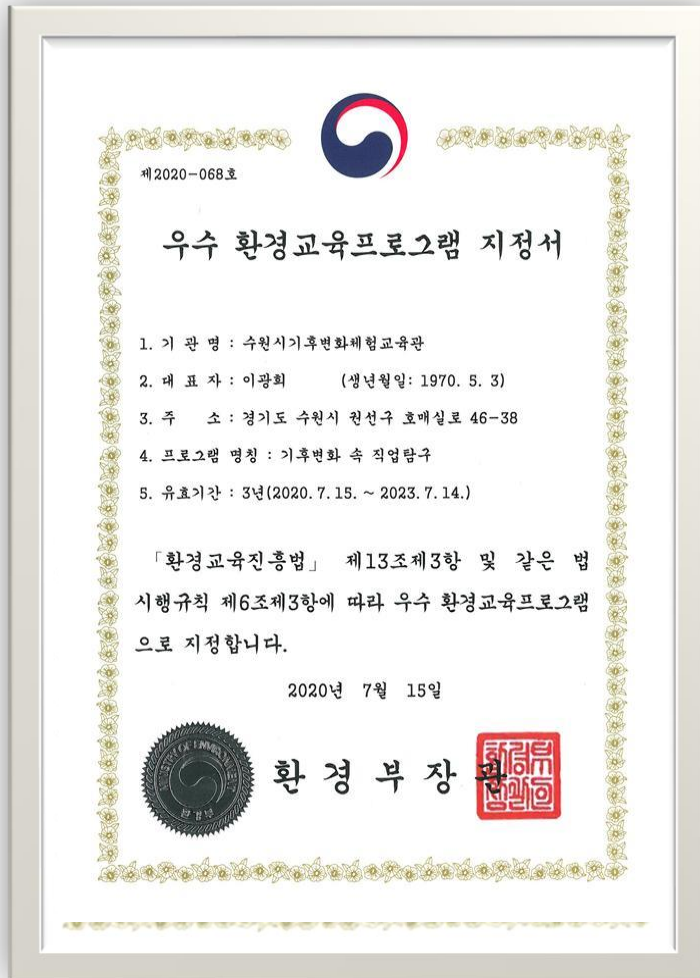 제2020-068호
우수 환경교육프로그램 지정서
1. 기 관 명 : 수원시기후변화체험교육관
2. 대 표 자 : 이광희 (생년월일: 1970. 5. 3)
3. 주 소 : 경기도 수원시 권선구 호매실로 46-38
4. 프로그램 명칭 : 기후변화 속 직업탐구
5. 유효기간 : 3년(2020. 7. 15. ~ 2023. 7. 14.)
「환경교육진흥법」 제13조제3항 및 같은 법
시행규칙 제6조제3항에 따라 우수 환경교육프로그램
으로 지정합니다.
2020년 7월 15일
MINISTRY OF ENVIRONMENT
환경부
환 경 부 장 관